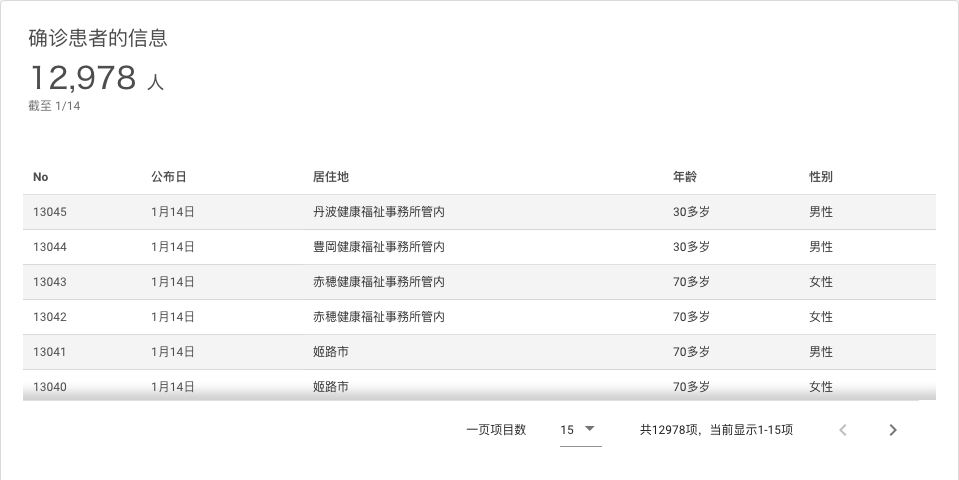 确诊患者的信息
12,978 人
截至 1/14
No 公布日 居住地 年龄 性别
13045 1月14日 丹波健康福祉事務所管内 30多岁 男性
13044 1月14日 豊岡健康福祉事務所管内 30多岁 男性
13043 1月14日 赤穂健康福祉事務所管内 70多岁 女性
13042 1月14日 赤穂健康福祉事務所管内 70多岁 女性
13041 1月14日 姫路市 70多岁 男性
13040 1月14日 姫路市 70多岁 女性
一页项目数 15 共12978项，当前显示1-15项